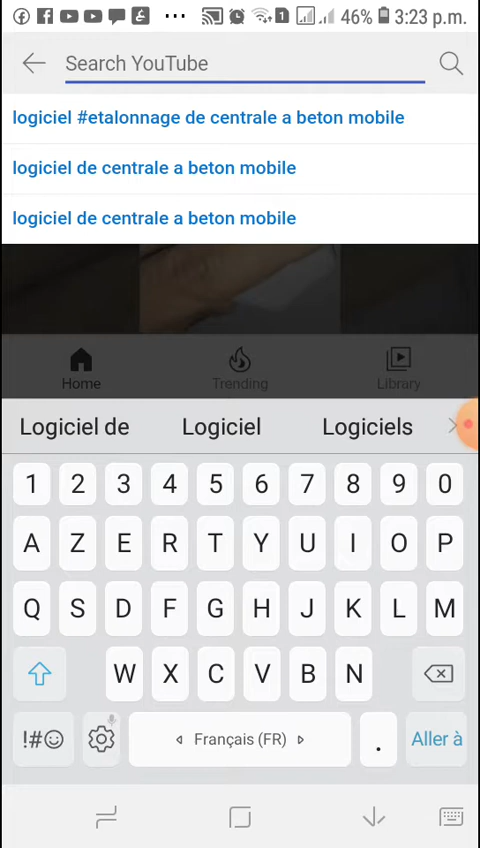 46% 3:23 p.m.
Search YouTube
logiciel #etalonnage de centrale a beton mobile
logiciel de centrale a beton mobile
logiciel de centrale a beton mobile
Home Trending Library
Logiciel de Logiciel Logiciels
1 2 3 4 5 6 7 8 9 0
A Z E R T Y U I O P
Q S D F G H J K L M
W X C V B N
!#☺ Français (FR) . Aller à